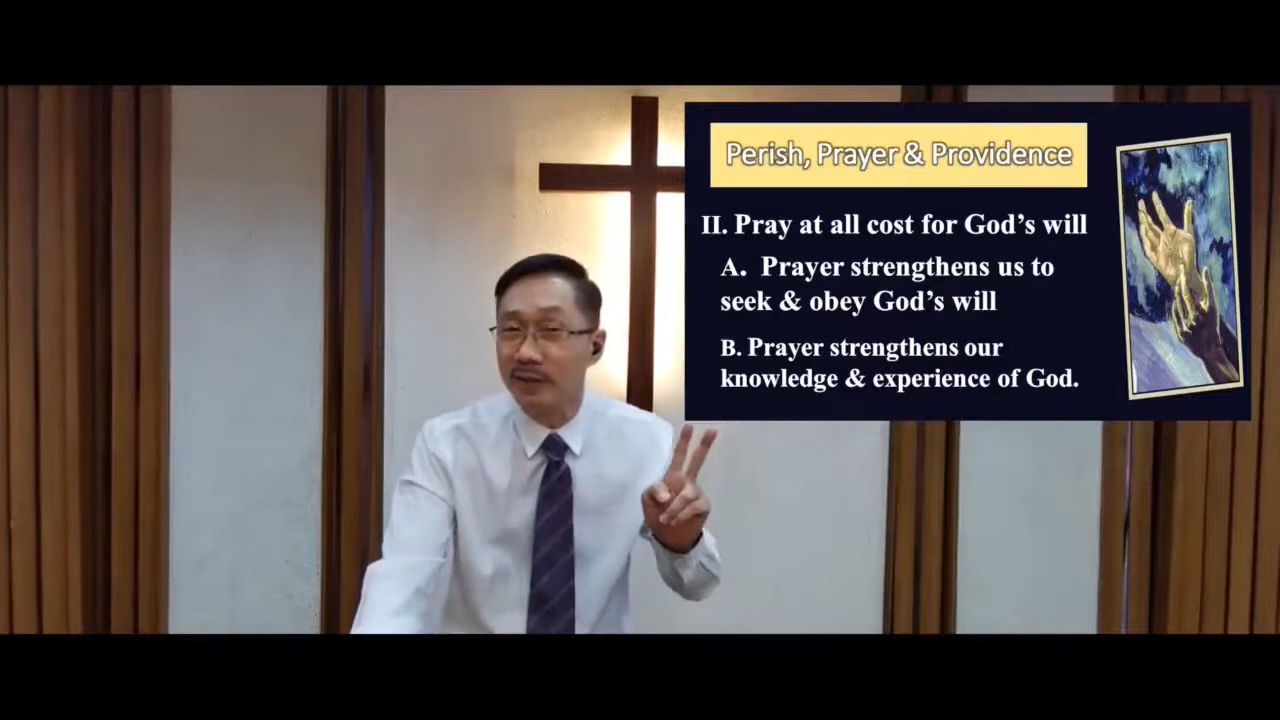 Perish, Prayer & Providence
II. Pray at all cost for God's will
A. Prayer strengthens us to
seek & obey God's will
B. Prayer strengthens our
knowledge & experience of God.